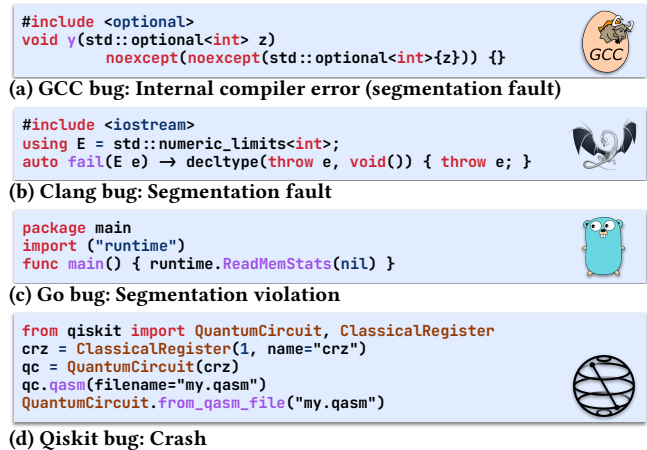 #include <optional>
void y(std::optional<int> z)
noexcept(noexcept(std::optional<int>{z})) {}
GCC
(a) GCC bug: Internal compiler error (segmentation fault)
#include <iostream>
using E = std::numeric_limits<int>;
auto fail(E e) → decltype(throw e, void()) { throw e; }
(b) Clang bug: Segmentation fault
package main
import ("runtime")
func main() { runtime.ReadMemStats(nil) }
(c) Go bug: Segmentation violation
from qiskit import QuantumCircuit, ClassicalRegister
crz = ClassicalRegister(1, name="crz")
qc = QuantumCircuit(crz)
qc.qasm(filename="my.qasm")
QuantumCircuit.from_qasm_file("my.qasm")
(d) Qiskit bug: Crash